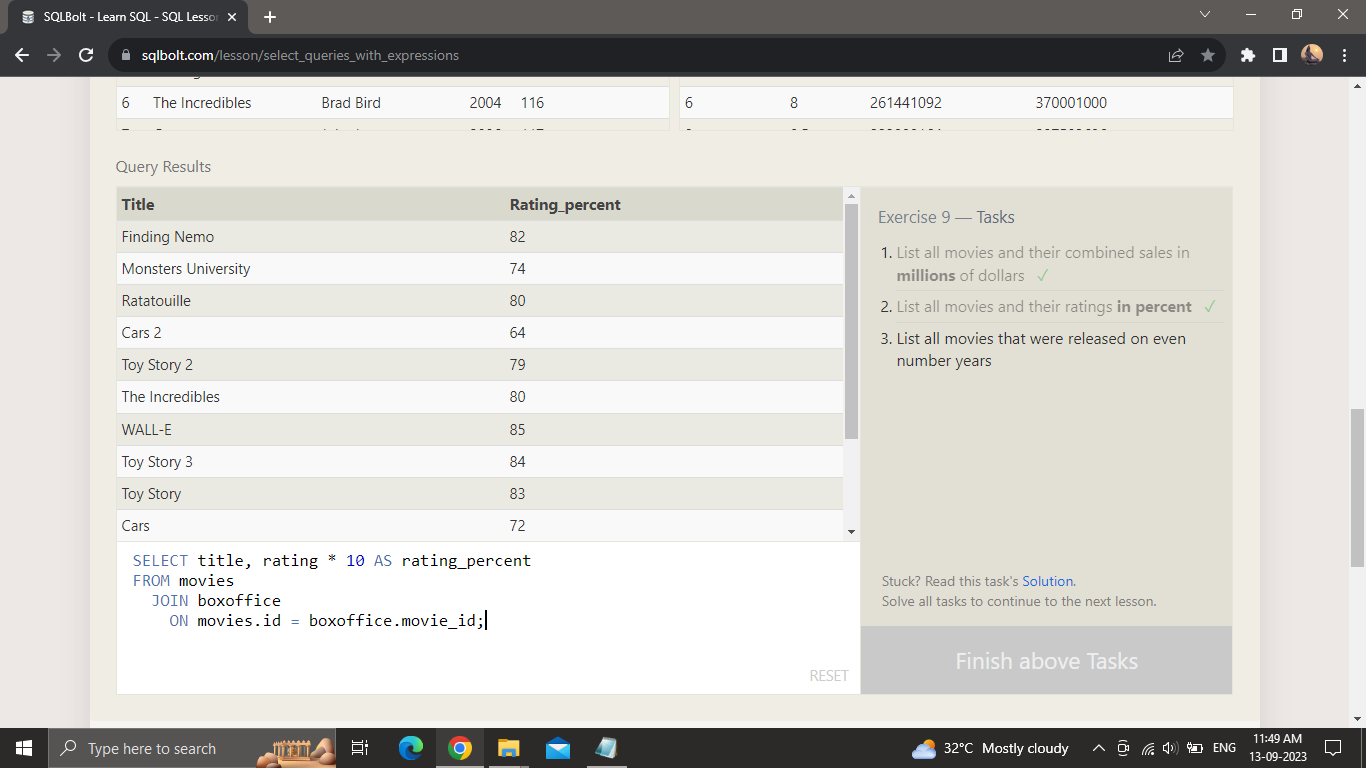 SQLBolt - Learn SQL - SQL Lesson
sqlbolt.com/lesson/select_queries_with_expressions
6 The Incredibles Brad Bird 2004 116 6 8 261441092 370001000
Query Results
Title Rating_percent
Finding Nemo 82
Monsters University 74
Ratatouille 80
Cars 2 64
Toy Story 2 79
The Incredibles 80
WALL-E 85
Toy Story 3 84
Toy Story 83
Cars 72
Exercise 9 — Tasks
1. List all movies and their combined sales in
millions of dollars ✓
2. List all movies and their ratings in percent ✓
3. List all movies that were released on even
number years
SELECT title, rating * 10 AS rating_percent
FROM movies
JOIN boxoffice
ON movies.id = boxoffice.movie_id;
RESET
Stuck? Read this task's Solution.
Solve all tasks to continue to the next lesson.
Finish above Tasks
Type here to search
32°C Mostly cloudy
ENG
11:49 AM
13-09-2023